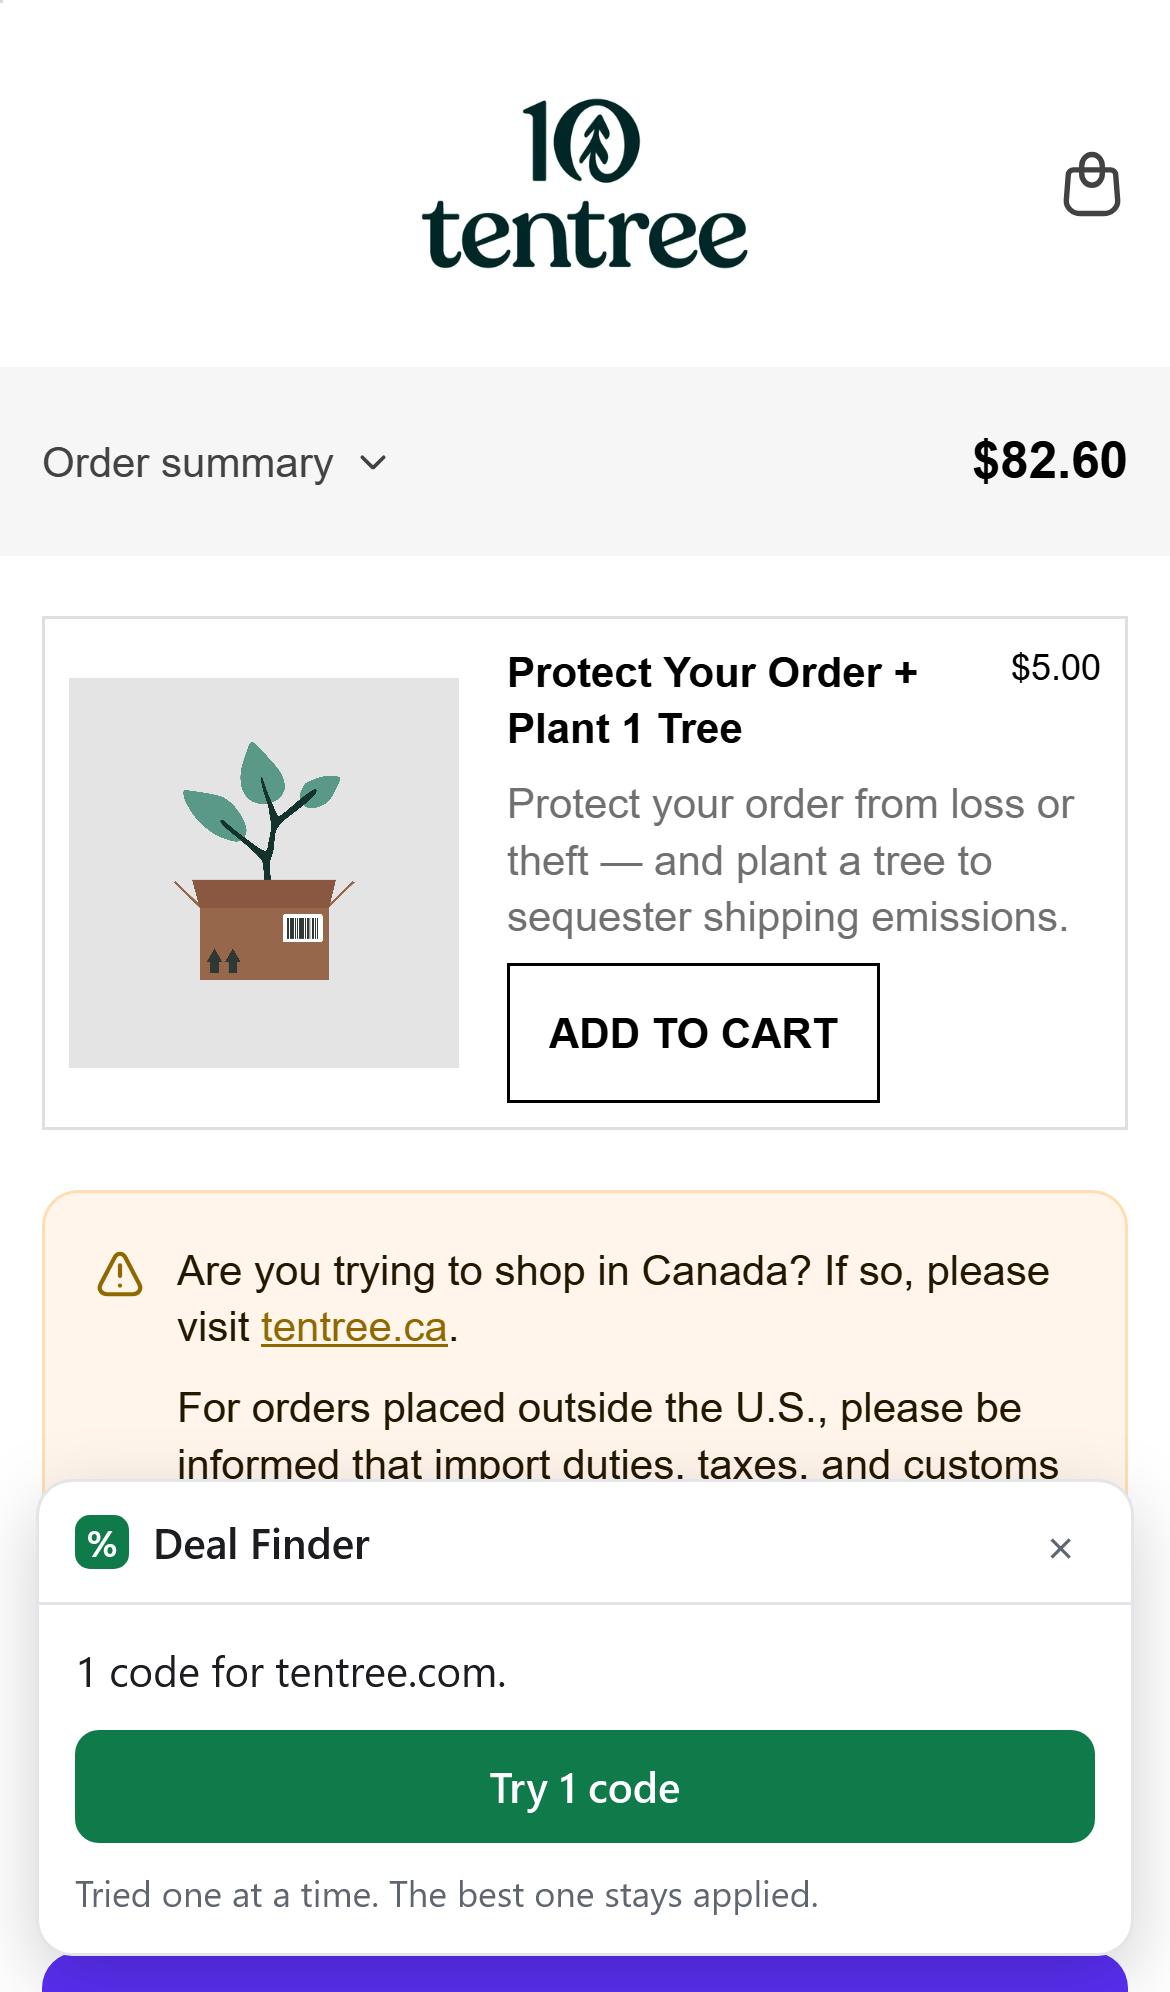 10
tentree
Order summary
$82.60
Protect Your Order +
Plant 1 Tree
$5.00
Protect your order from loss or
theft — and plant a tree to
sequester shipping emissions.
ADD TO CART
Are you trying to shop in Canada? If so, please
visit tentree.ca.
For orders placed outside the U.S., please be
informed that import duties, taxes, and customs
% Deal Finder
×
1 code for tentree.com.
Try 1 code
Tried one at a time. The best one stays applied.